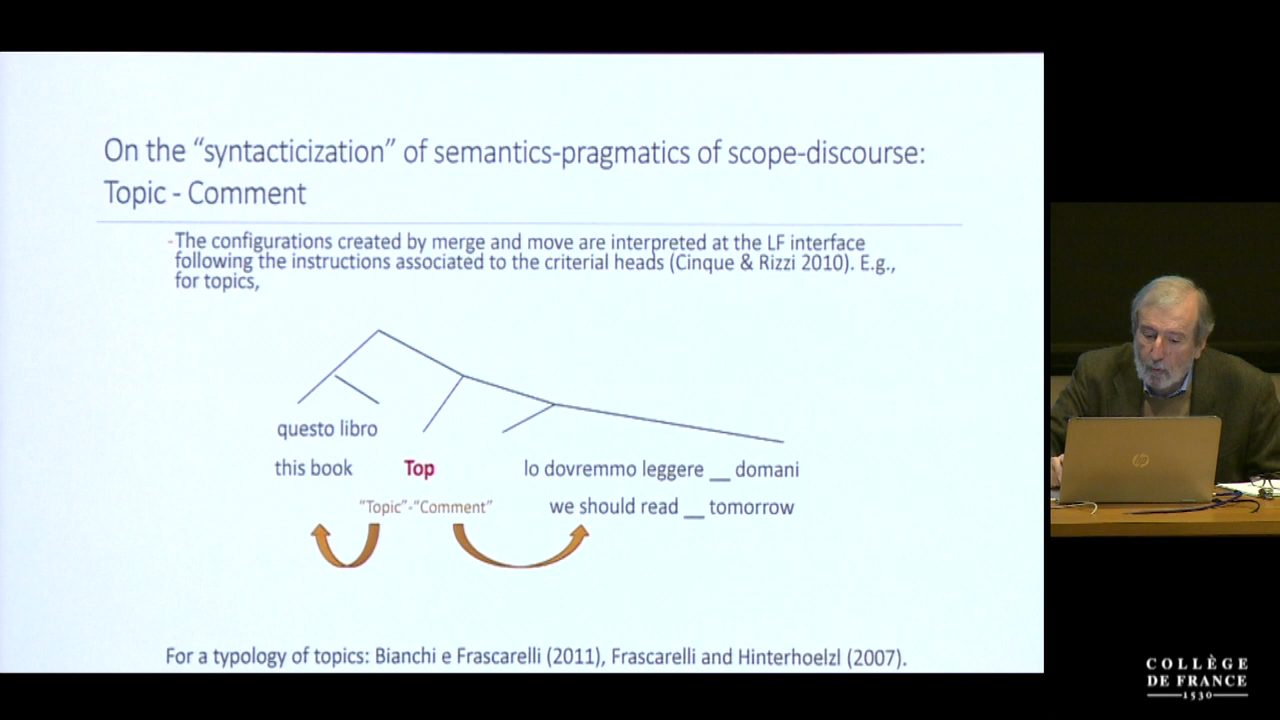 On the “syntacticization” of semantics-pragmatics of scope-discourse:
Topic - Comment
-The configurations created by merge and move are interpreted at the LF interface
following the instructions associated to the criterial heads (Cinque & Rizzi 2010). E.g.,
for topics,
questo libro
this book Top lo dovremmo leggere __ domani
“Topic”-“Comment” we should read __ tomorrow
For a typology of topics: Bianchi e Frascarelli (2011), Frascarelli and Hinterhoelzl (2007).
hp
COLLÈGE
DE FRANCE
1530